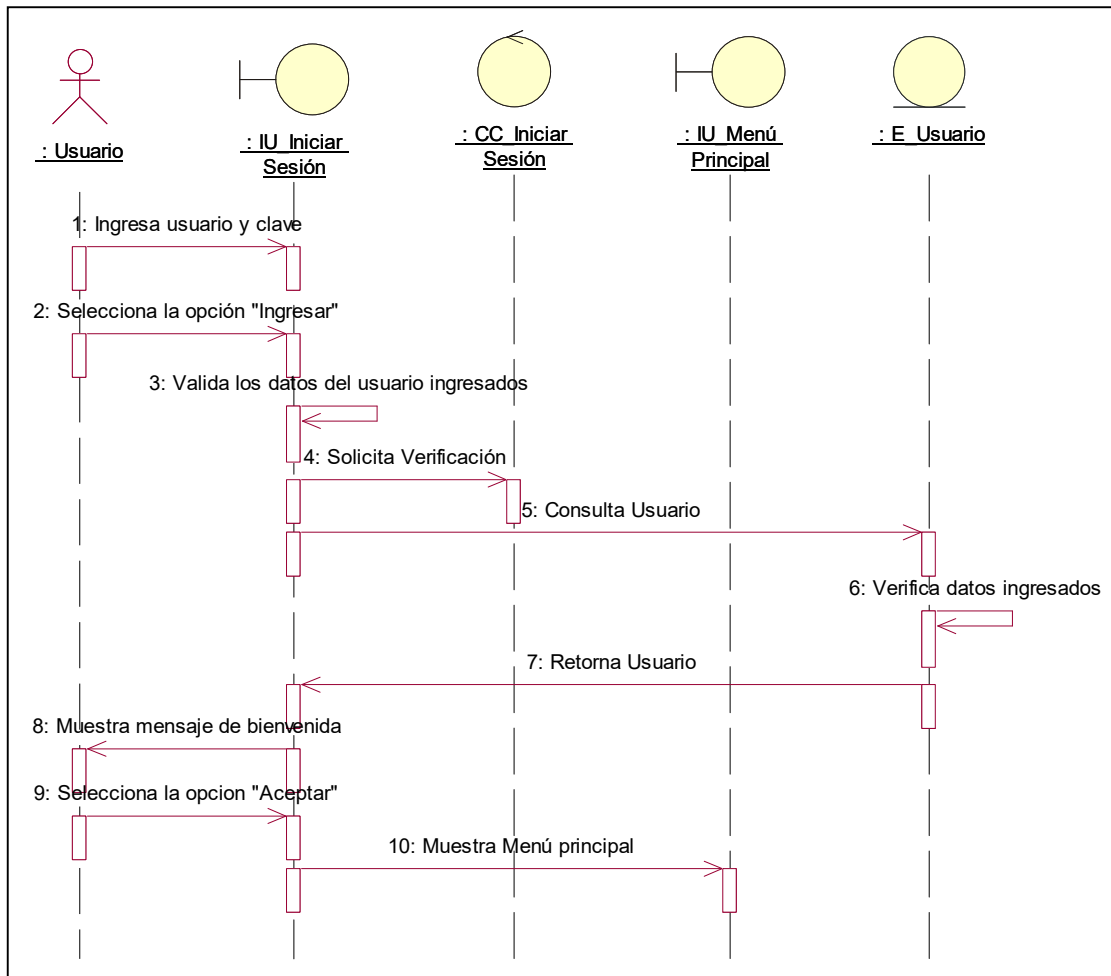 : Usuario
: IU_Iniciar
Sesión
: CC_Iniciar
Sesión
: IU_Menú
Principal
: E_Usuario
1: Ingresa usuario y clave
2: Selecciona la opción "Ingresar"
3: Valida los datos del usuario ingresados
4: Solicita Verificación
5: Consulta Usuario
6: Verifica datos ingresados
7: Retorna Usuario
8: Muestra mensaje de bienvenida
9: Selecciona la opcion "Aceptar"
10: Muestra Menú principal